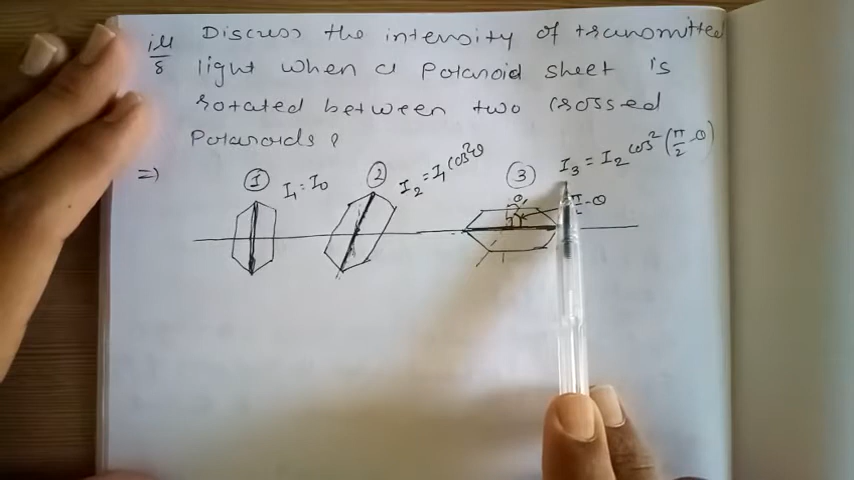 ill
8
Discuss the intensity of transmitted
light when a Polaroid sheet is
rotated between two crossed
Polaroids ?
=>
① I₁ = I₀
② I₂ = I₁ cos²θ
③ I₃ = I₂ cos² (π/2 - θ)
θ
π/2 - θ